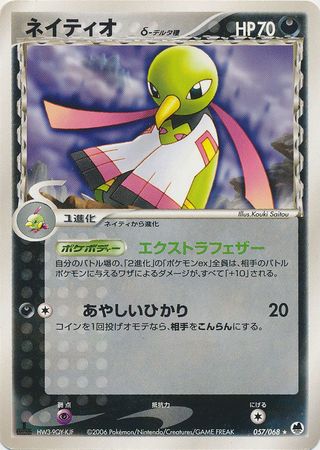 ネイティオ δ-デルタ種 HP70
Illus.Kouki Saitou
1進化
ネイティから進化
ポケボディー エクストラフェザー
自分のバトル場の、「2進化」の「ポケモンex」全員は、相手のバトル
ポケモンに与えるワザによるダメージが、すべて「+10」される。
あやしいひかり 20
コインを1回投げオモテなら、相手をこんらんにする。
弱点 抵抗力 にげる
HW3-9QY-KJF ©2006 Pokémon/Nintendo/Creatures/GAME FREAK 057/068 ★